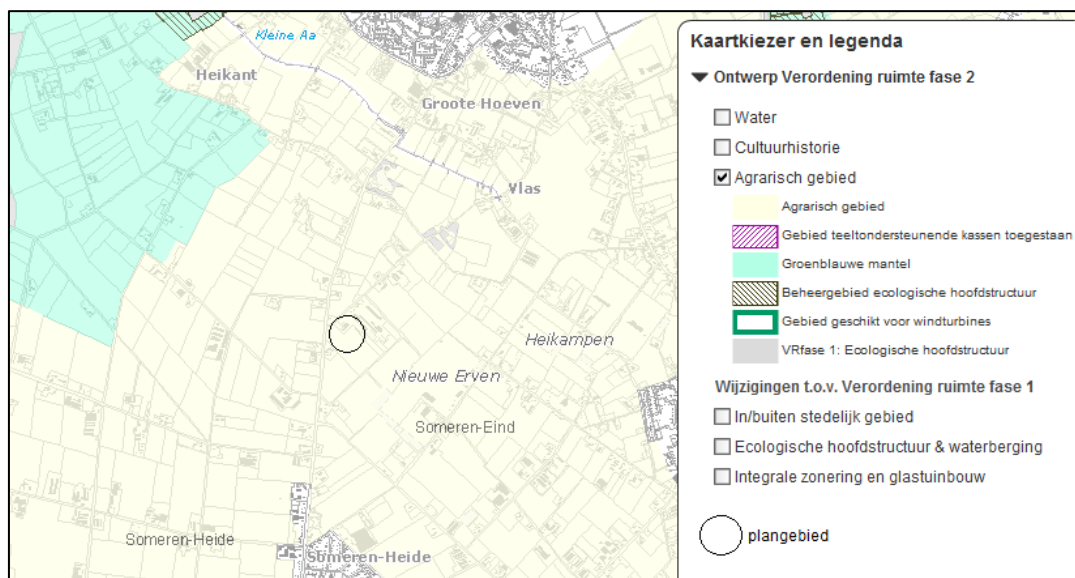 Kleine Aa
Heikant
Groote Hoeven
Vlas
Heikampen
Nieuwe Erven
Someren-Eind
Someren-Heide
Someren-Heide
Kaartkiezer en legenda
Ontwerp Verordening ruimte fase 2
Water
Cultuurhistorie
Agrarisch gebied
Agrarisch gebied
Gebied teeltondersteunende kassen toegestaan
Groenblauwe mantel
Beheergebied ecologische hoofdstructuur
Gebied geschikt voor windturbines
VRfase 1: Ecologische hoofdstructuur
Wijzigingen t.o.v. Verordening ruimte fase 1
In/buiten stedelijk gebied
Ecologische hoofdstructuur & waterberging
Integrale zonering en glastuinbouw
plangebied